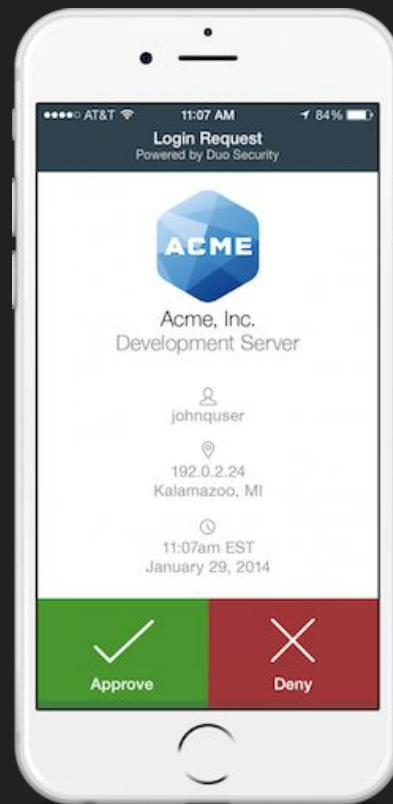 AT&T 11:07 AM 84%
Login Request
Powered by Duo Security
ACME
Acme, Inc.
Development Server
johnquser
192.0.2.24
Kalamazoo, MI
11:07am EST
January 29, 2014
Approve Deny